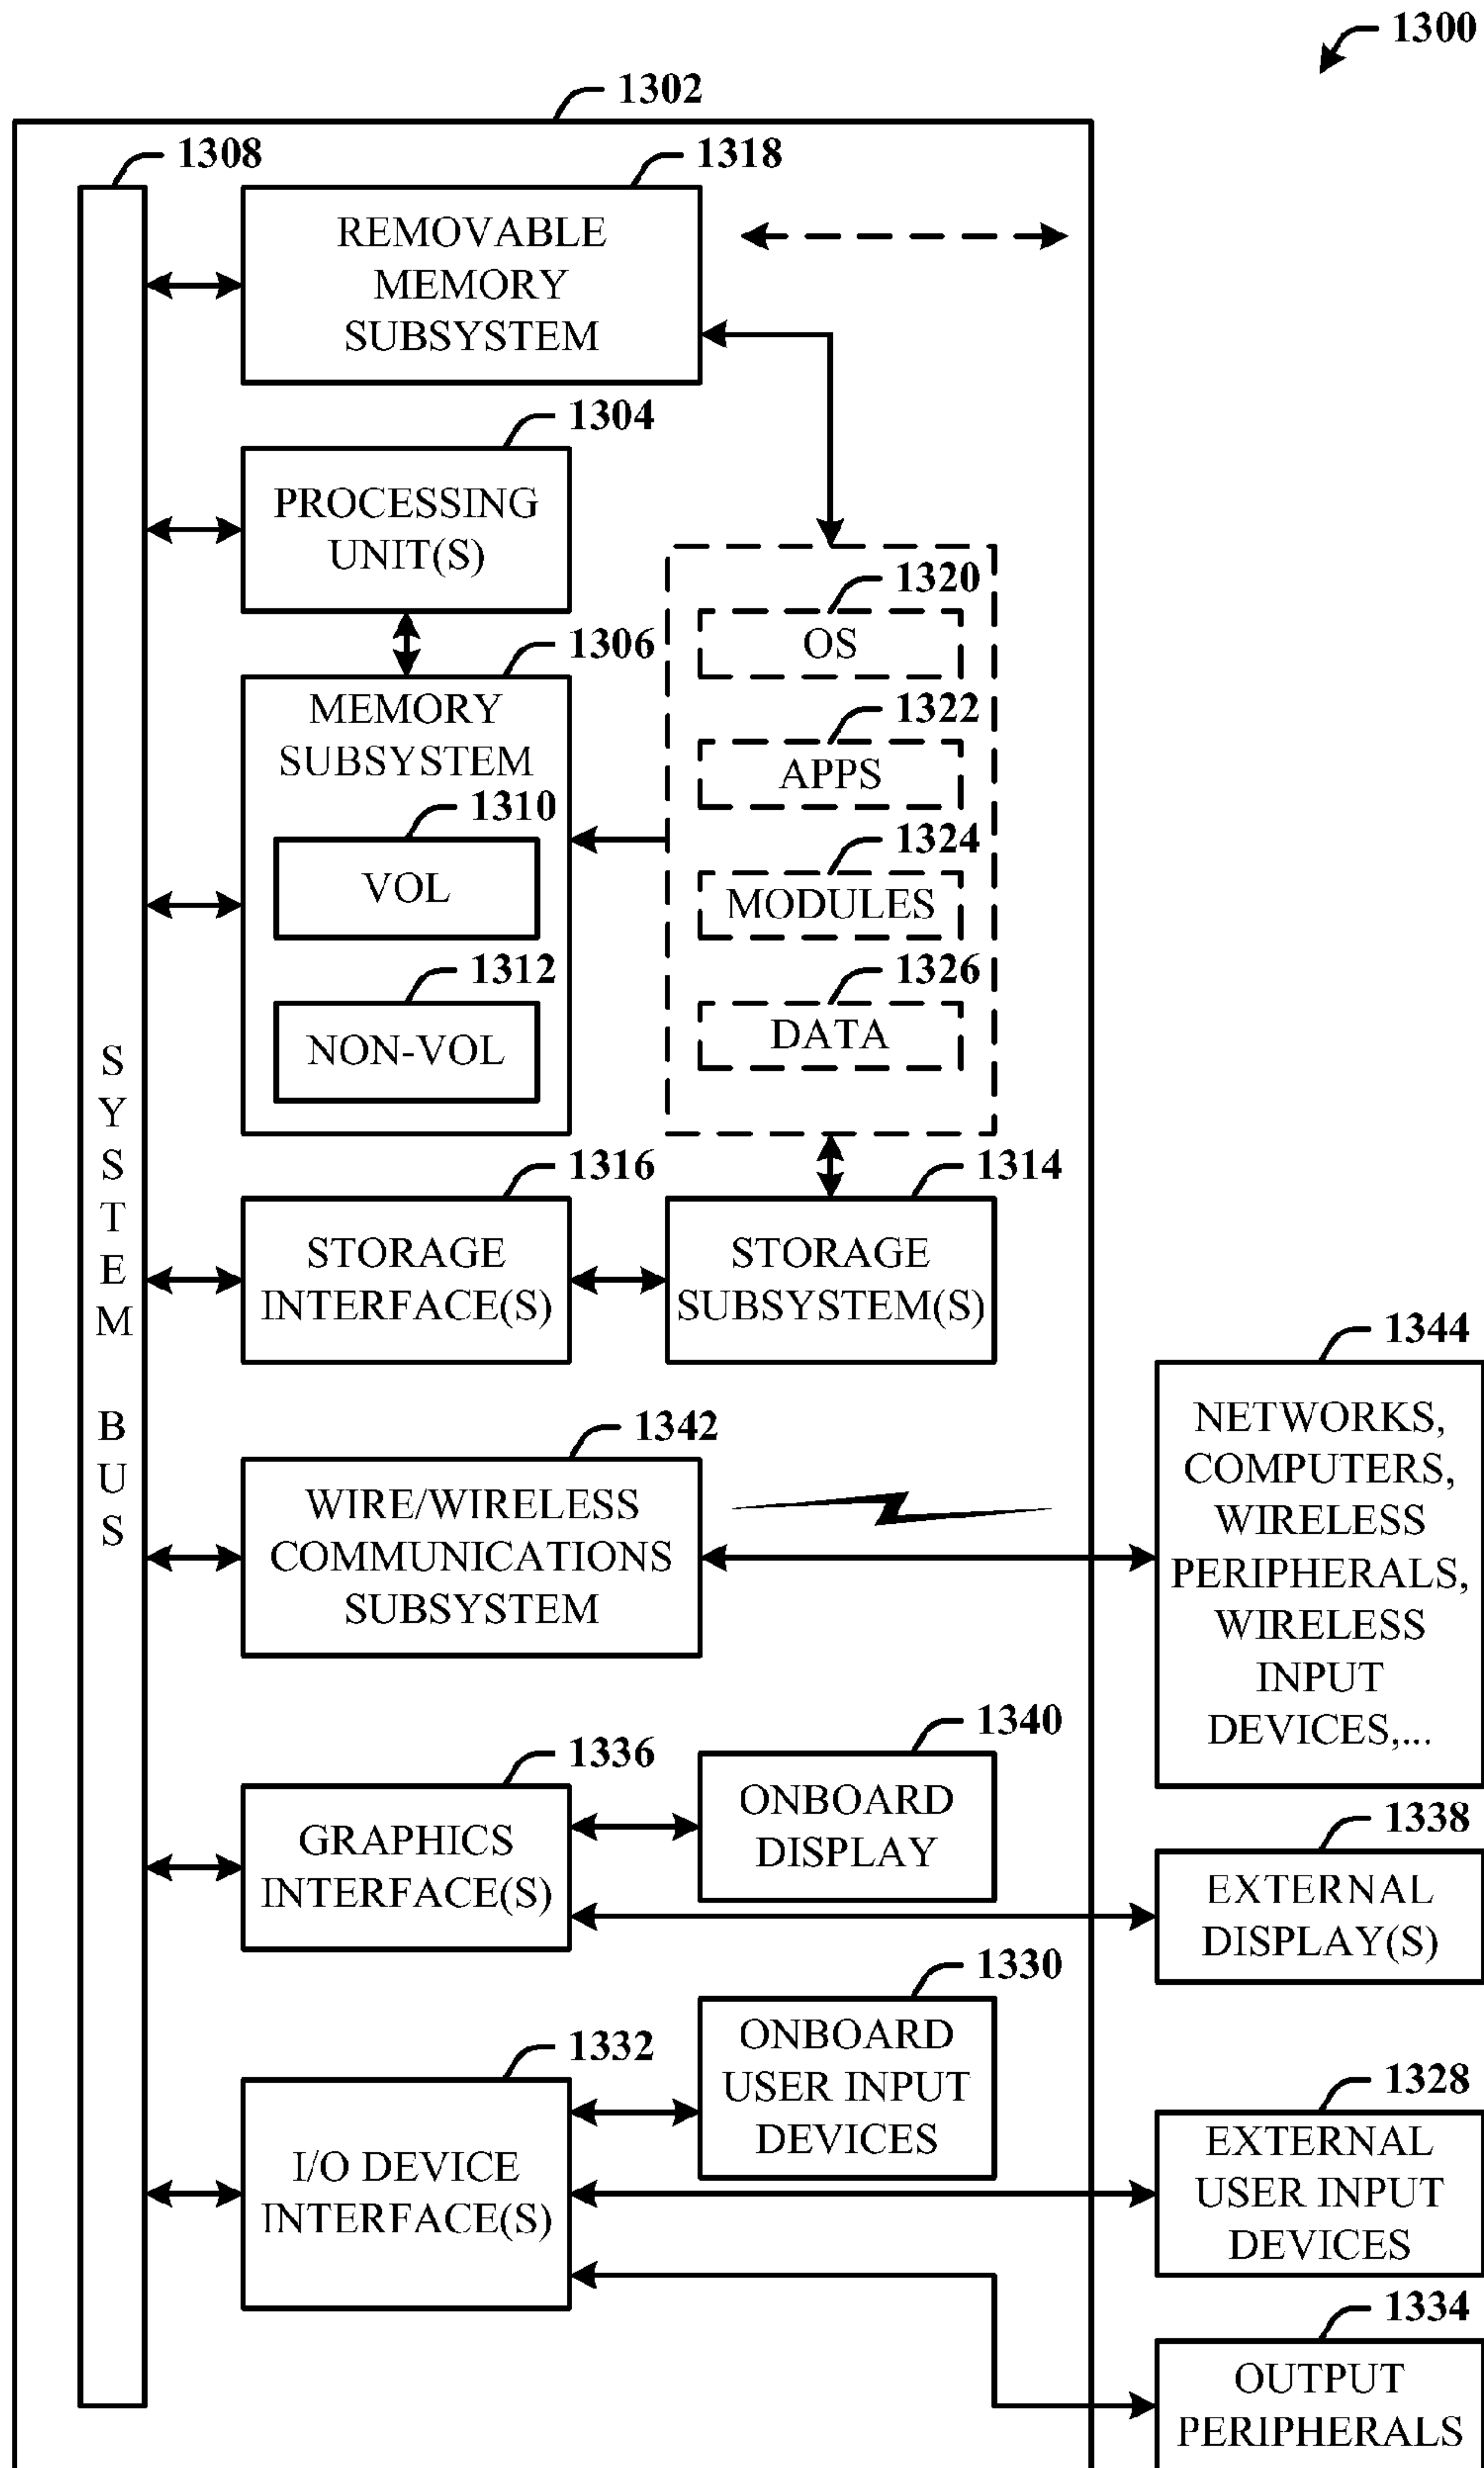 1300
1302
1308
1318
REMOVABLE
MEMORY
SUBSYSTEM
1304
PROCESSING
UNIT(S)
1306
MEMORY
SUBSYSTEM
1310
VOL
1312
NON-VOL
1320
OS
1322
APPS
1324
MODULES
1326
DATA
SYSTEM BUS
1316
STORAGE
INTERFACE(S)
1314
STORAGE
SUBSYSTEM(S)
1342
WIRE/WIRELESS
COMMUNICATIONS
SUBSYSTEM
1344
NETWORKS,
COMPUTERS,
WIRELESS
PERIPHERALS,
WIRELESS
INPUT
DEVICES,...
1336
GRAPHICS
INTERFACE(S)
1340
ONBOARD
DISPLAY
1338
EXTERNAL
DISPLAY(S)
1332
I/O DEVICE
INTERFACE(S)
1330
ONBOARD
USER INPUT
DEVICES
1328
EXTERNAL
USER INPUT
DEVICES
1334
OUTPUT
PERIPHERALS